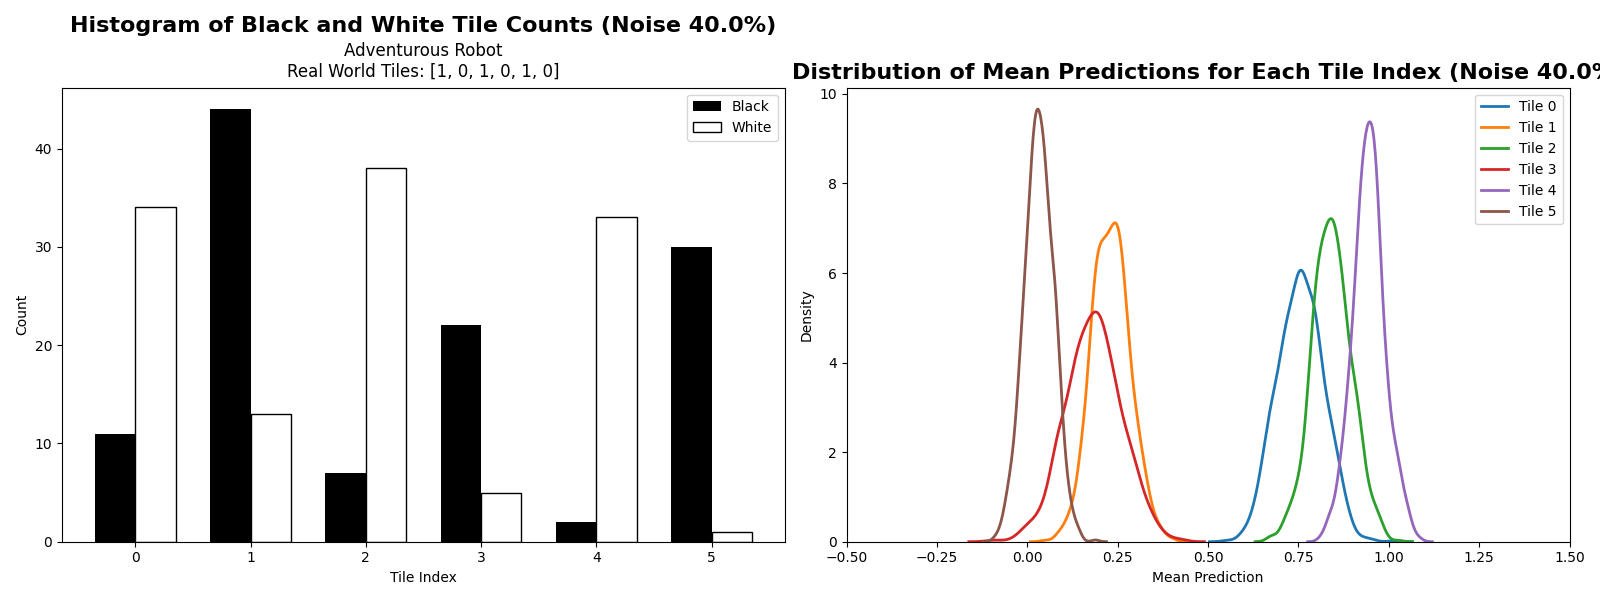 Histogram of Black and White Tile Counts (Noise 40.0%)
Adventurous Robot
Real World Tiles: [1, 0, 1, 0, 1, 0]
Black
White
40
30
20
10
0
0 1 2 3 4 5
Count
Tile Index
Distribution of Mean Predictions for Each Tile Index (Noise 40.0%
Tile 0
Tile 1
Tile 2
Tile 3
Tile 4
Tile 5
10
8
6
4
2
0
−0.50 −0.25 0.00 0.25 0.50 0.75 1.00 1.25 1.50
Density
Mean Prediction